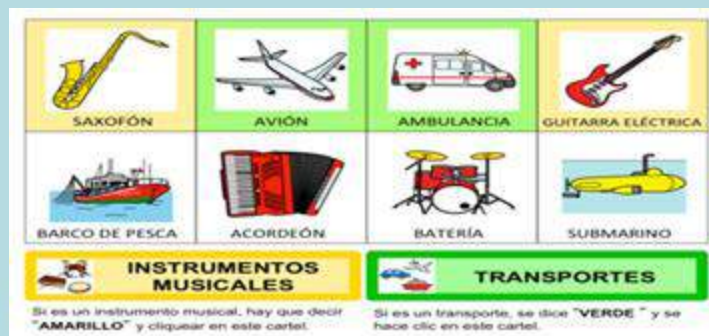 SAXOFÓN
AVIÓN
AMBULANCIA
GUITARRA ELÉCTRICA
BARCO DE PESCA
ACORDEÓN
BATERÍA
SUBMARINO
INSTRUMENTOS
MUSICALES
Si es un instrumento musical, hay que decir
"AMARILLO" y cliquear en este cartel.
TRANSPORTES
Si es un transporte, se dice "VERDE " y se
hace clic en este cartel.